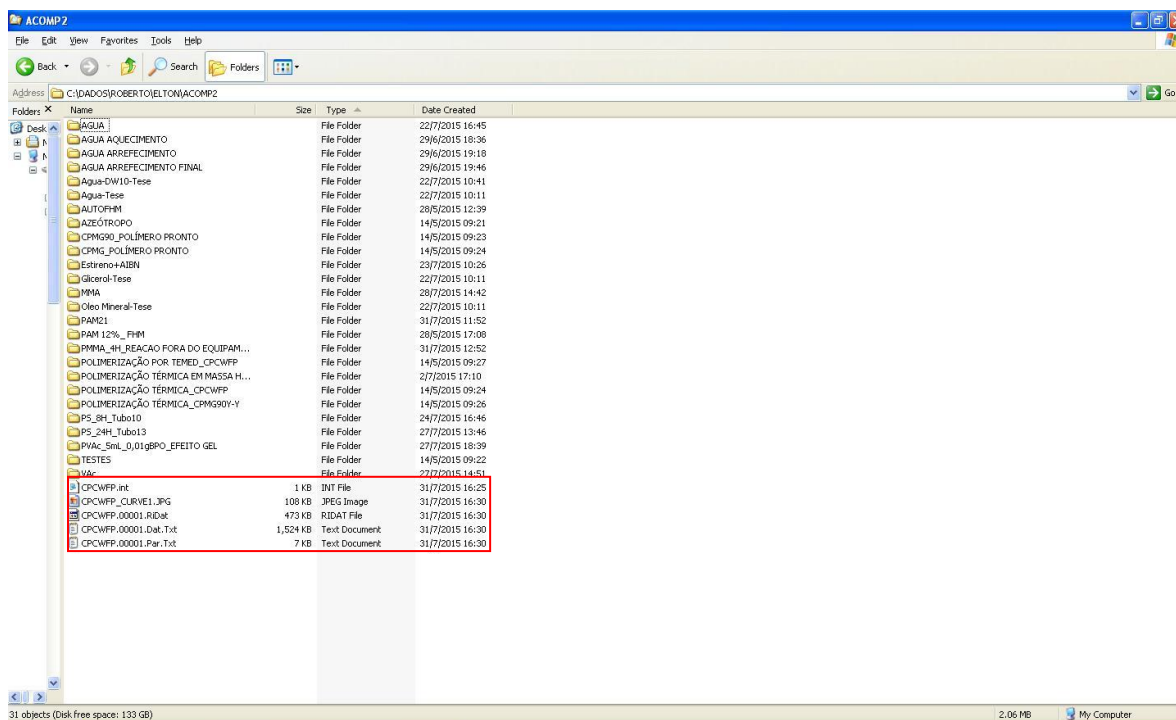 ACOMP2
File Edit View Favorites Tools Help
Back Search Folders
Address C:\DADOS\ROBERTO\ELTON\ACOMP2 Go
Folders X Name Size Type Date Created
Desk
AGUA File Folder 22/7/2015 16:45
AGUA AQUECIMENTO File Folder 29/6/2015 18:36
AGUA ARREFECIMENTO File Folder 29/6/2015 19:18
AGUA ARREFECIMENTO FINAL File Folder 29/6/2015 19:46
Agua-DW10-Tese File Folder 22/7/2015 10:41
Agua-Tese File Folder 22/7/2015 10:11
AUTOFHM File Folder 28/5/2015 12:39
AZEÓTROPO File Folder 14/5/2015 09:21
CPMG90_POLÍMERO PRONTO File Folder 14/5/2015 09:23
CPMG_POLÍMERO PRONTO File Folder 14/5/2015 09:24
Estireno+AIBN File Folder 23/7/2015 10:26
Glicerol-Tese File Folder 22/7/2015 10:11
MMA File Folder 28/7/2015 14:42
Oleo Mineral-Tese File Folder 22/7/2015 10:11
PAM21 File Folder 31/7/2015 11:52
PAM 12%_ FHM File Folder 28/5/2015 17:08
PMMA_4H_REACAO FORA DO EQUIPAM... File Folder 31/7/2015 12:52
POLIMERIZAÇÃO POR TEMED_CPCWFP File Folder 14/5/2015 09:27
POLIMERIZAÇÃO TÉRMICA EM MASSA H... File Folder 2/7/2015 17:10
POLIMERIZAÇÃO TÉRMICA_CPCWFP File Folder 14/5/2015 09:24
POLIMERIZAÇÃO TÉRMICA_CPMG90Y-Y File Folder 14/5/2015 09:26
PS_8H_Tubo10 File Folder 24/7/2015 16:46
PS_24H_Tubo13 File Folder 27/7/2015 13:46
PVAc_5mL_0,01gBPO_EFEITO GEL File Folder 27/7/2015 18:39
TESTES File Folder 14/5/2015 09:22
VAc File Folder 27/7/2015 14:51
CPCWFP.int 1 KB INT File 31/7/2015 16:25
CPCWFP_CURVE1.JPG 108 KB JPEG Image 31/7/2015 16:30
CPCWFP.00001.RiDat 473 KB RIDAT File 31/7/2015 16:30
CPCWFP.00001.Dat.Txt 1,524 KB Text Document 31/7/2015 16:30
CPCWFP.00001.Par.Txt 7 KB Text Document 31/7/2015 16:30
31 objects (Disk free space: 133 GB) 2.06 MB My Computer